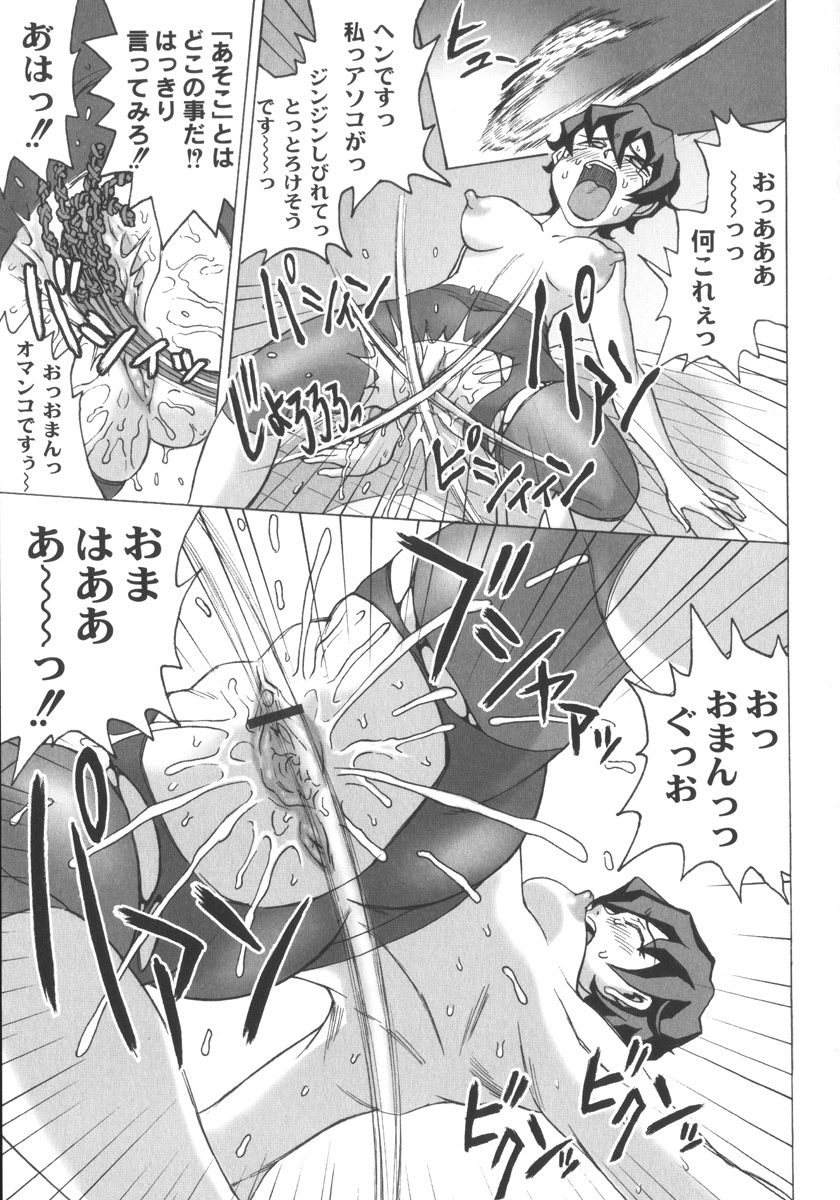 ヒューン
おっあああ
～～っっ
何これぇっ
ヘンですっ
私っアソコがっ
ジンジンしびれてっ
とっとろけそう
です～～っ
パシィィン
パァン
じょろろろっ
ピシィィン
「あそこ」とは
どこの事だ!?
はっきり
言ってみろ!!
あ゛はっ!!
ビシィィッ
おっおまんっ
オマンコですぅ～
おっ
おまんっっ
ぐっお
ブシャァァッ
おま
はああ
あ～～～っ!!
パァン
ビクンッ
ビクンッ